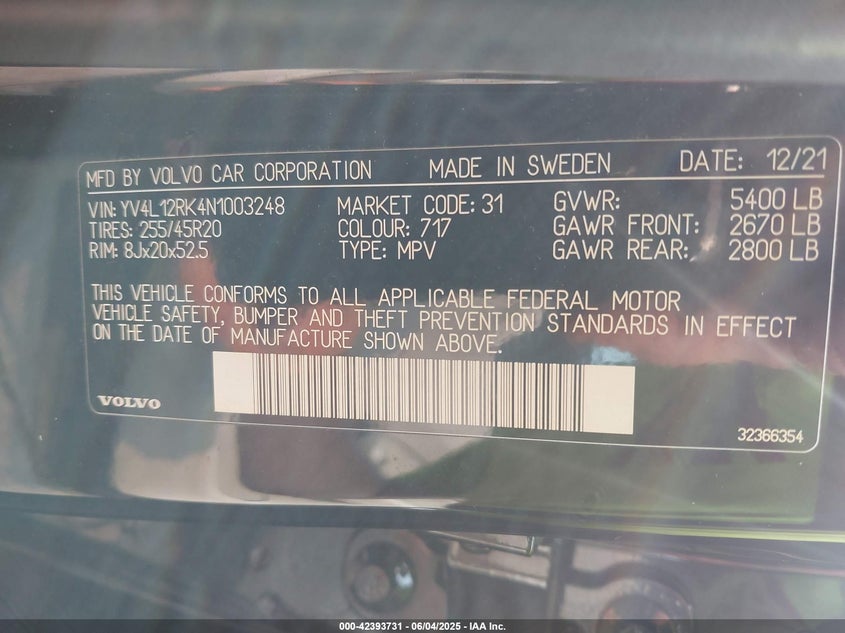 MFD BY VOLVO CAR CORPORATION MADE IN SWEDEN DATE: 12/21
VIN: YV4L12RK4N1003248 MARKET CODE: 31 GVWR: 5400 LB
TIRES: 255/45R20 COLOUR: 717 GAWR FRONT: 2670 LB
RIM: 8Jx20x52.5 TYPE: MPV GAWR REAR: 2800 LB
THIS VEHICLE CONFORMS TO ALL APPLICABLE FEDERAL MOTOR
VEHICLE SAFETY, BUMPER AND THEFT PREVENTION STANDARDS IN EFFECT
ON THE DATE OF MANUFACTURE SHOWN ABOVE.
VOLVO
32366354
000-42393731 - 06/04/2025 - IAA Inc.